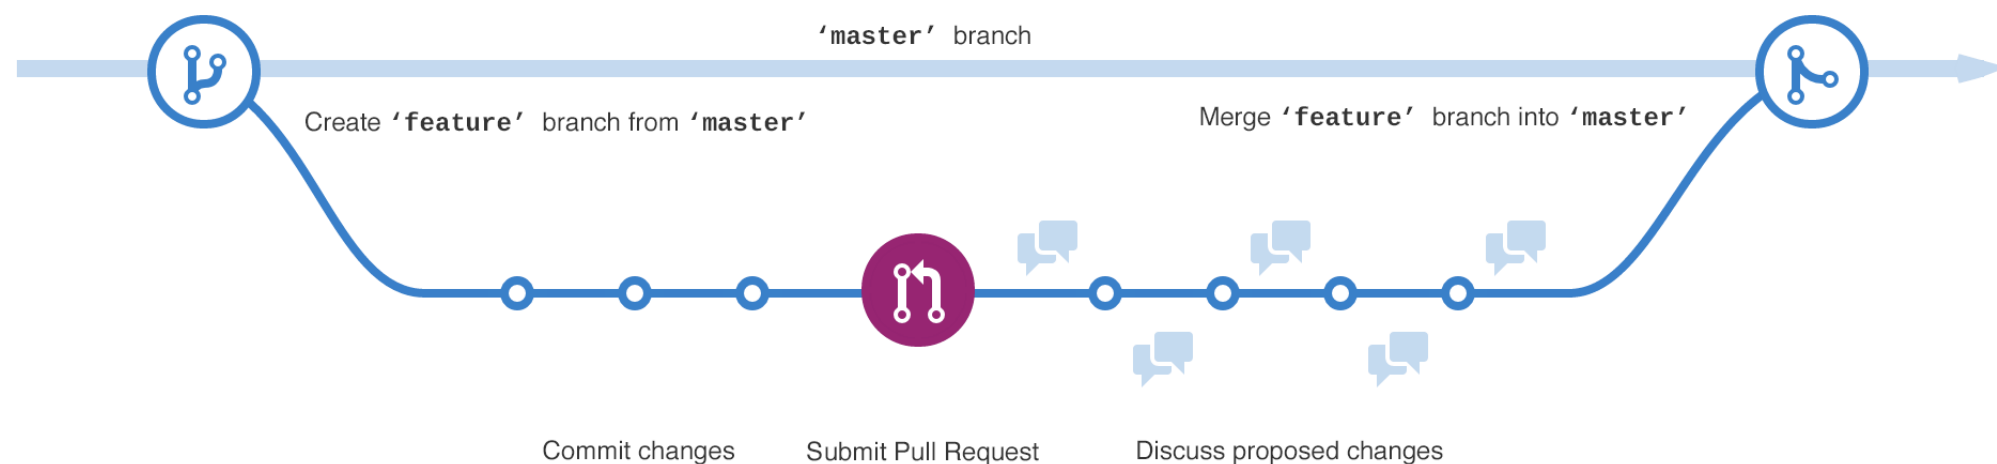 ‘master’ branch
Create ‘feature’ branch from ‘master’
Merge ‘feature’ branch into ‘master’
Commit changes
Submit Pull Request
Discuss proposed changes